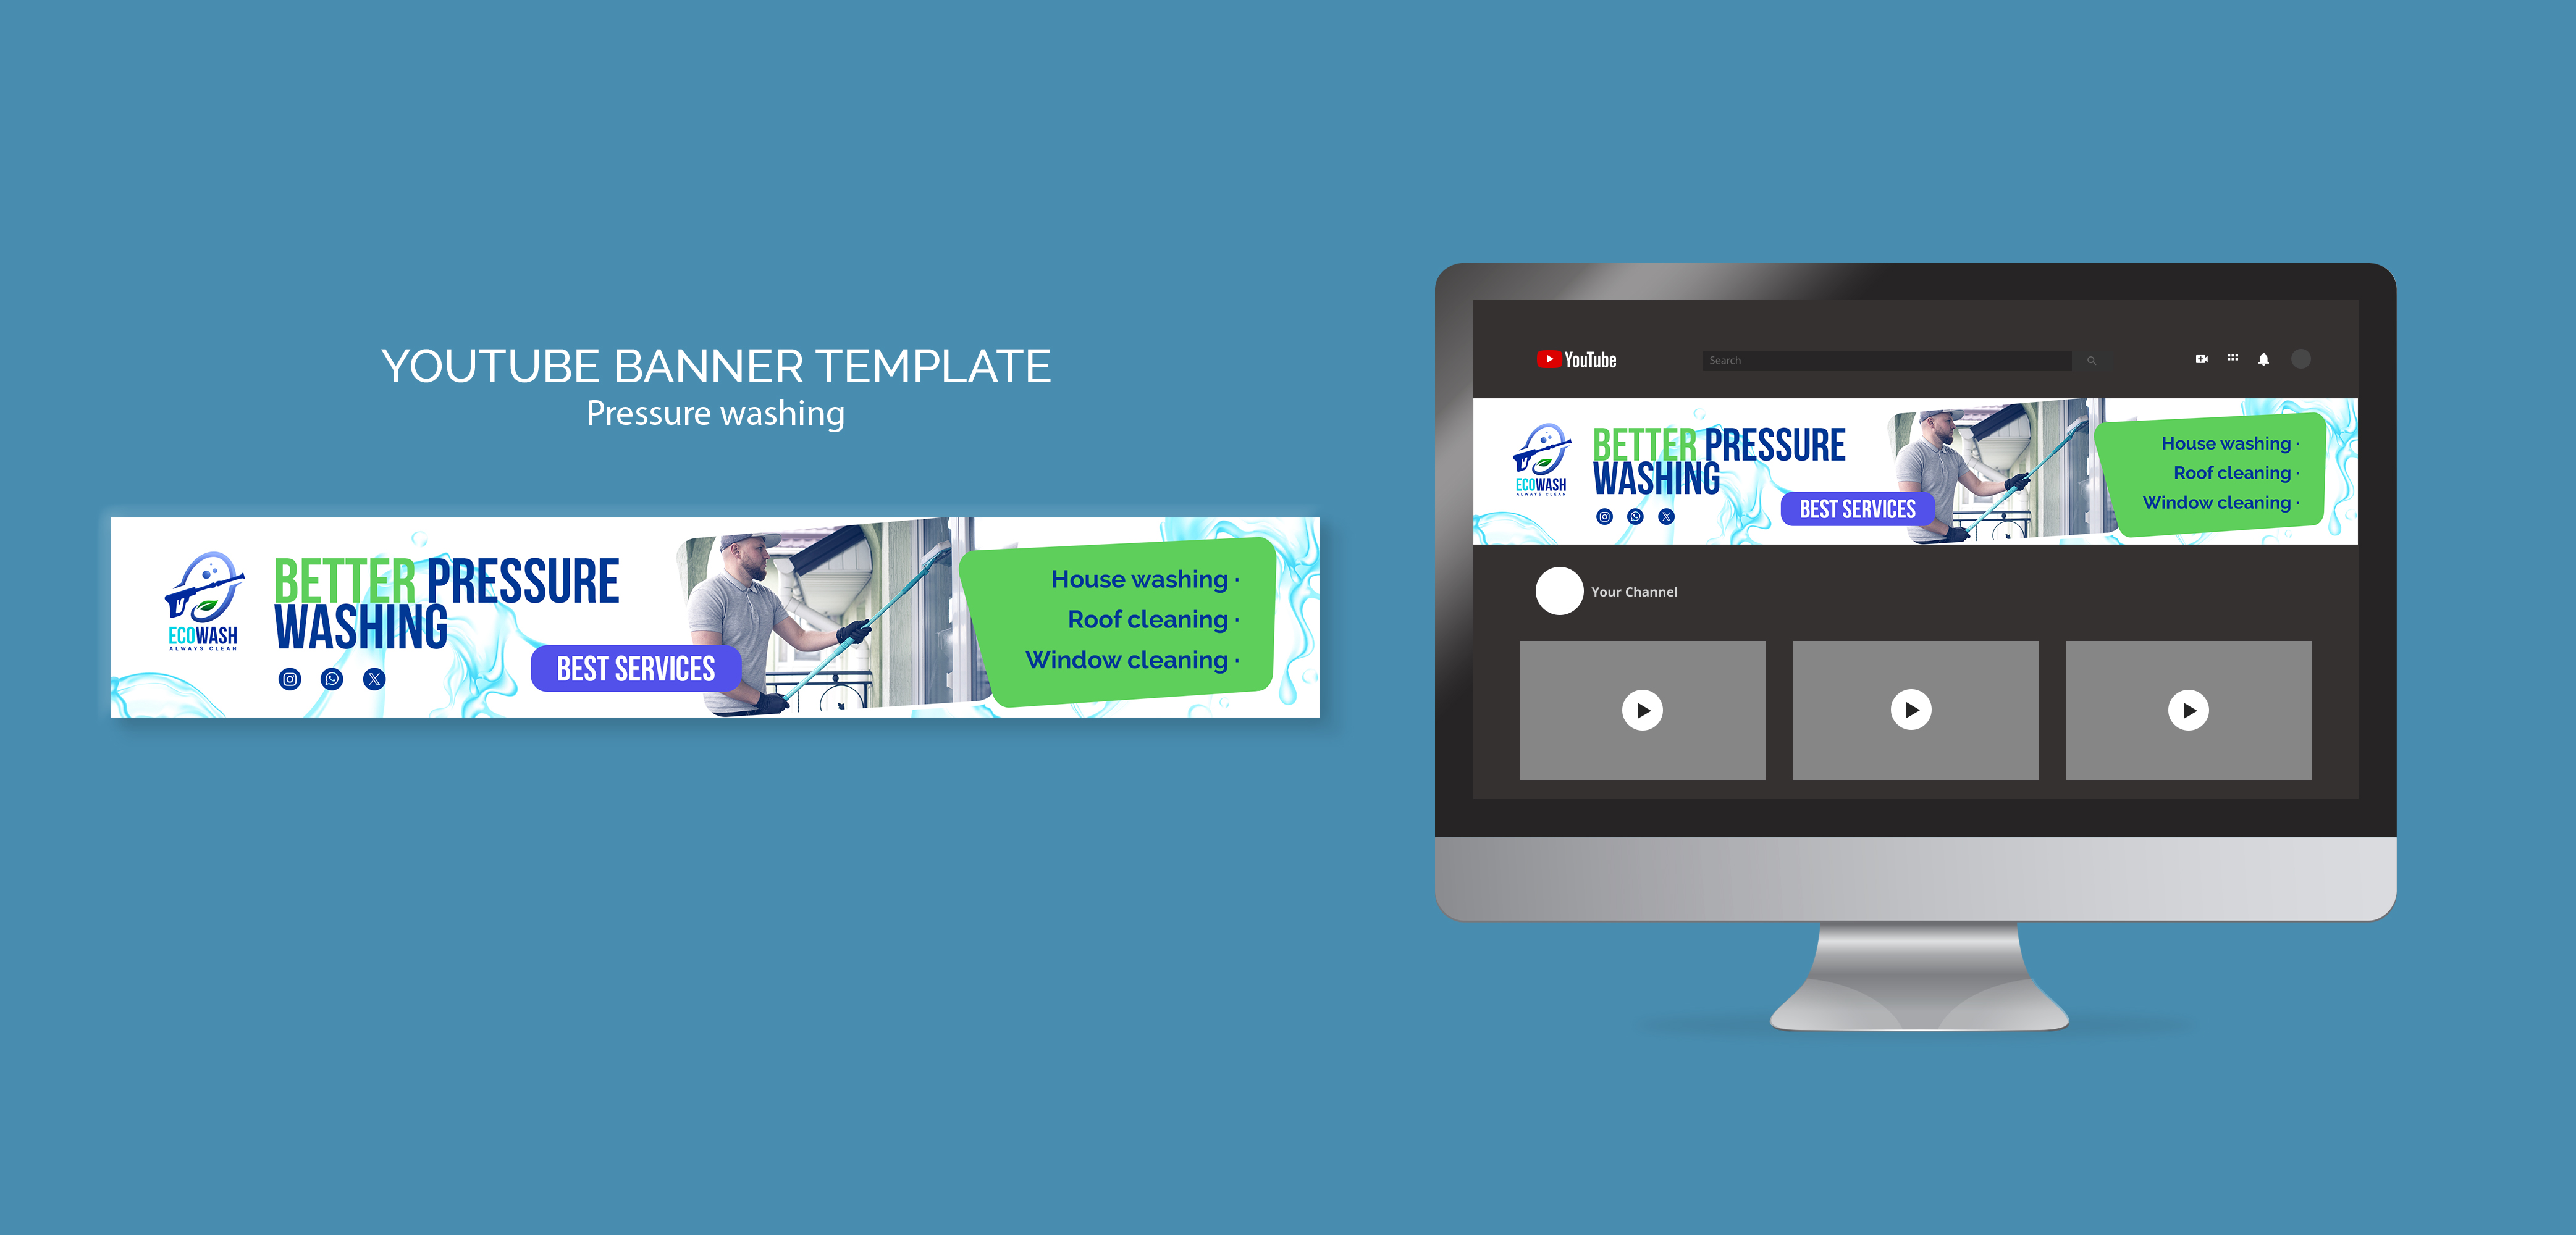 YOUTUBE BANNER TEMPLATE
Pressure washing
ECOWASH
ALWAYS CLEAN
BETTER PRESSURE
WASHING
BEST SERVICES
House washing ·
Roof cleaning ·
Window cleaning ·
YouTube
Search
ECOWASH
ALWAYS CLEAN
BETTER PRESSURE
WASHING
BEST SERVICES
House washing ·
Roof cleaning ·
Window cleaning ·
Your Channel